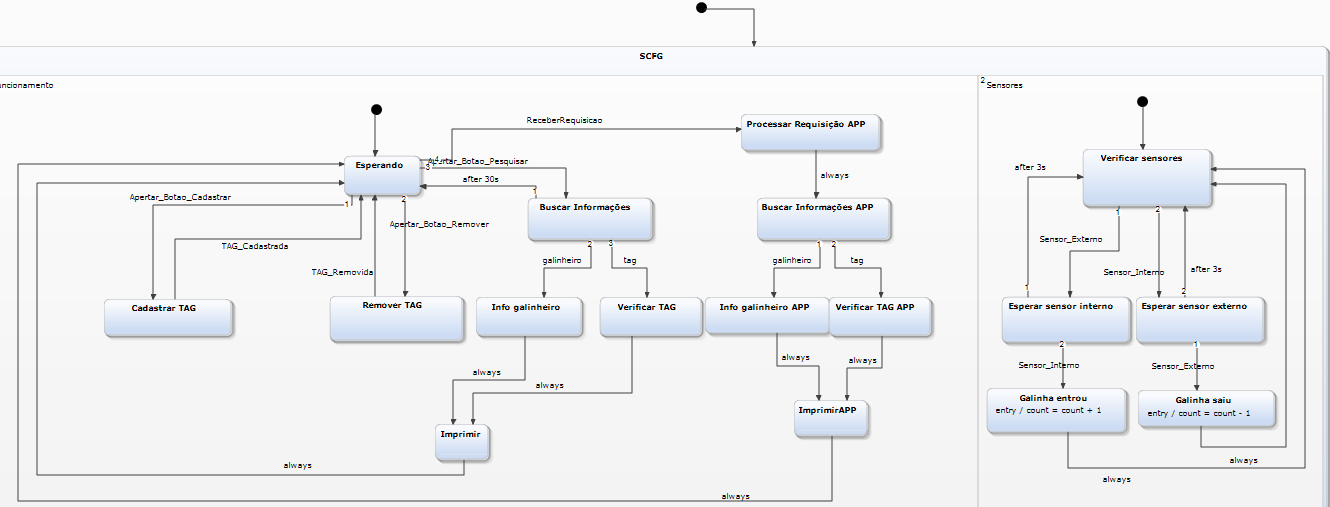 SCFG
uncionamento
2 Sensores
ReceberRequisicao
Processar Requisição APP
Esperando
4
3
Apertar_Botao_Pesquisar
after 30s
1
always
Verificar sensores
after 3s
Apertar_Botao_Cadastrar
1
2
Apertar_Botao_Remover
Buscar Informações
2
3
Buscar Informações APP
1
2
1
2
Sensor_Externo
TAG_Cadastrada
TAG_Removida
galinheiro
tag
galinheiro
tag
Sensor_Interno
after 3s
1
2
Cadastrar TAG
Remover TAG
Info galinheiro
Verificar TAG
Info galinheiro APP
Verificar TAG APP
Esperar sensor interno
Esperar sensor externo
2
1
always
always
always
always
Sensor_Interno
Sensor_Externo
Imprimir
ImprimirAPP
Galinha entrou
entry / count = count + 1
Galinha saiu
entry / count = count - 1
always
always
always
always